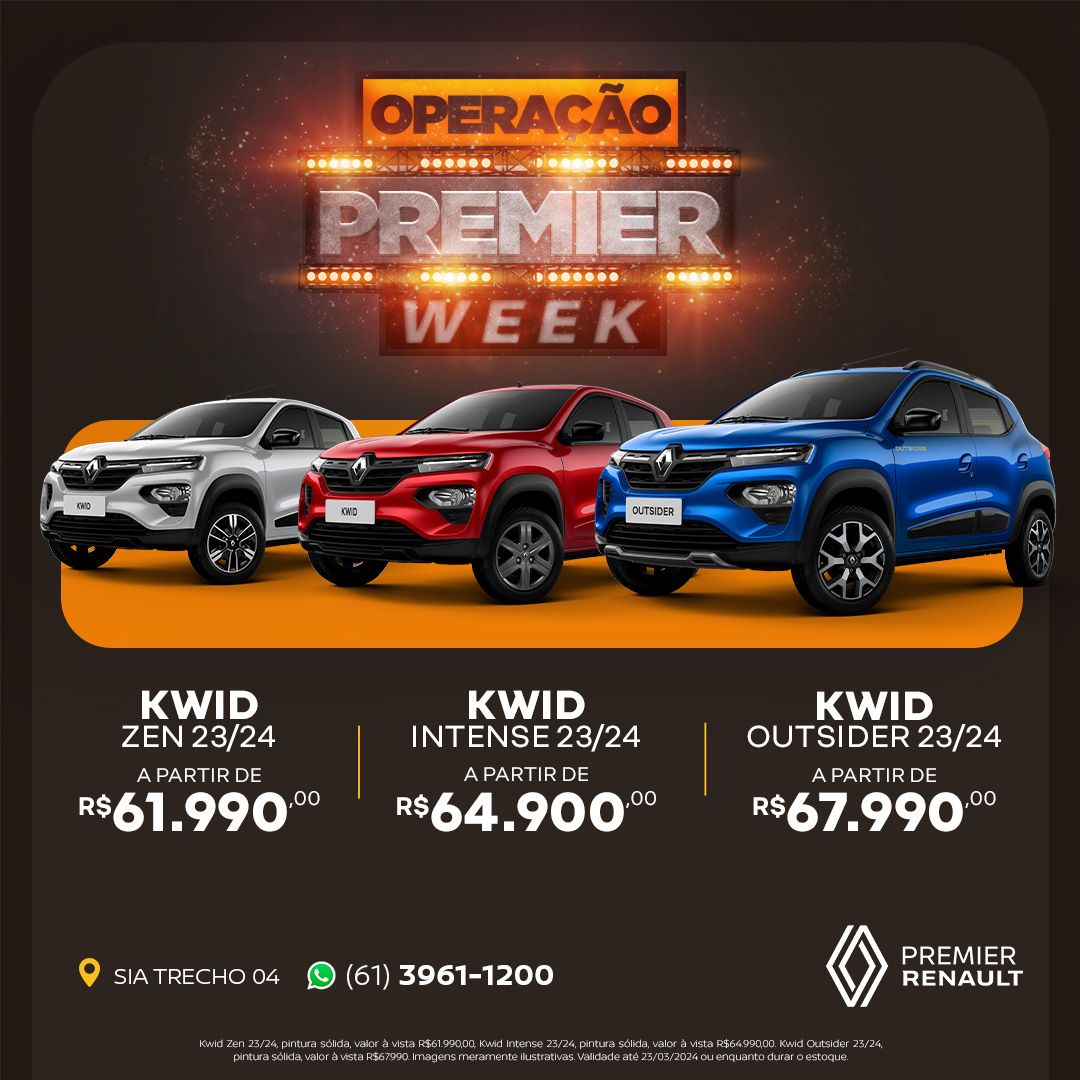 OPERAÇÃO
PREMIER
WEEK
KWID
KWID
OUTSIDER
OUTSIDER
KWID
ZEN 23/24
A PARTIR DE
R$61.990,00
KWID
INTENSE 23/24
A PARTIR DE
R$64.900,00
KWID
OUTSIDER 23/24
A PARTIR DE
R$67.990,00
SIA TRECHO 04
(61) 3961-1200
PREMIER
RENAULT
Kwid Zen 23/24, pintura sólida, valor à vista R$61.990,00, Kwid Intense 23/24, pintura sólida, valor à vista R$64.990,00. Kwid Outsider 23/24,
pintura sólida, valor à vista R$67.990. Imagens meramente ilustrativas. Validade até 23/03/2024 ou enquanto durar o estoque.